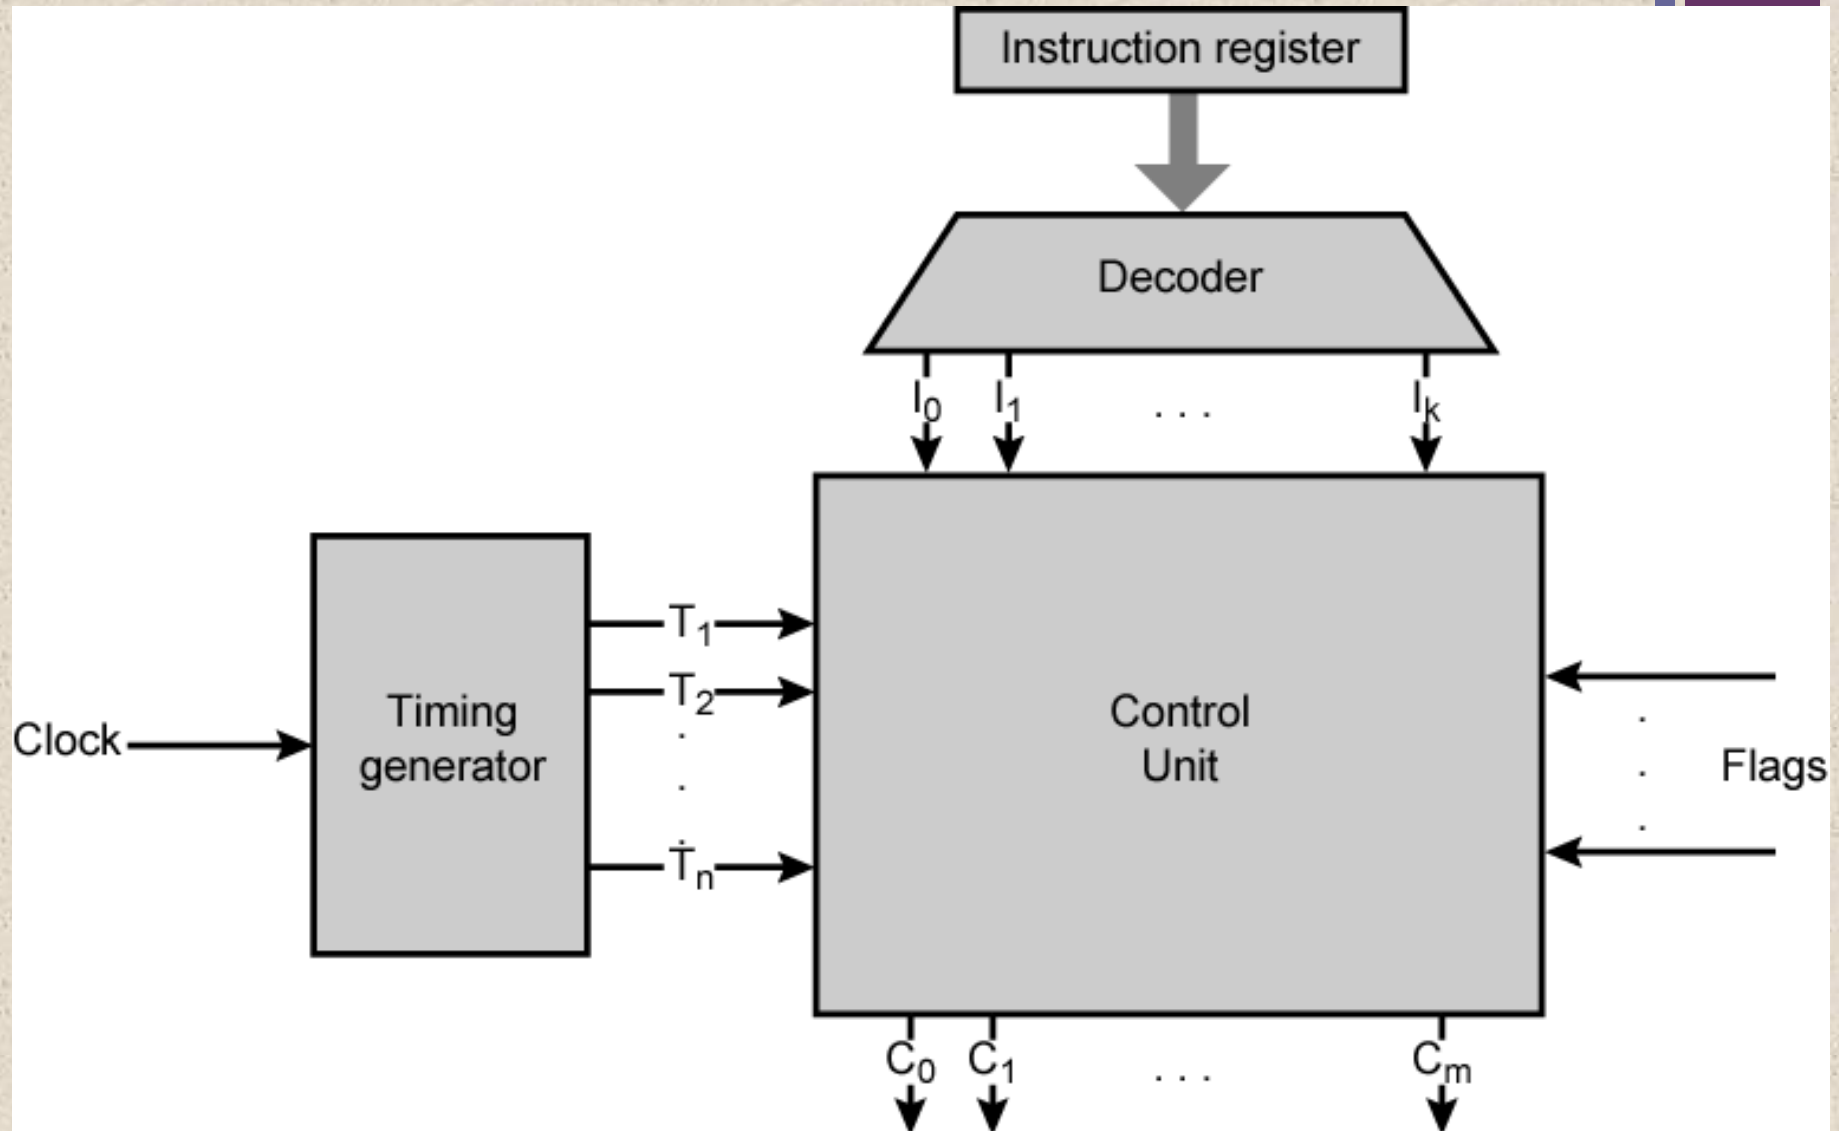 Instruction register
Decoder
I0 I1 . . . Ik
T1
T2
.
.
.
Tn
Clock
Timing
generator
Control
Unit
.
.
.
Flags
C0 C1 . . . Cm